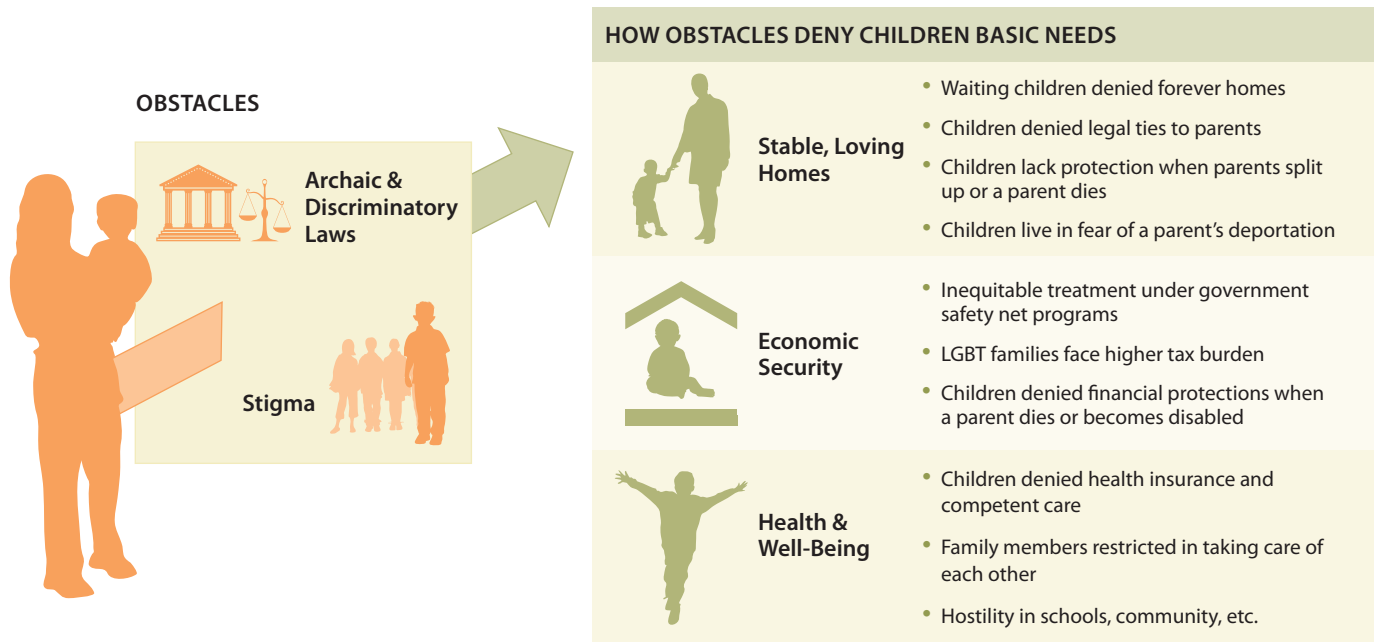 OBSTACLES
Archaic &
Discriminatory
Laws
Stigma
HOW OBSTACLES DENY CHILDREN BASIC NEEDS
Stable, Loving
Homes
• Waiting children denied forever homes
• Children denied legal ties to parents
• Children lack protection when parents split
up or a parent dies
• Children live in fear of a parent’s deportation
Economic
Security
• Inequitable treatment under government
safety net programs
• LGBT families face higher tax burden
• Children denied financial protections when
a parent dies or becomes disabled
Health &
Well-Being
• Children denied health insurance and
competent care
• Family members restricted in taking care of
each other
• Hostility in schools, community, etc.